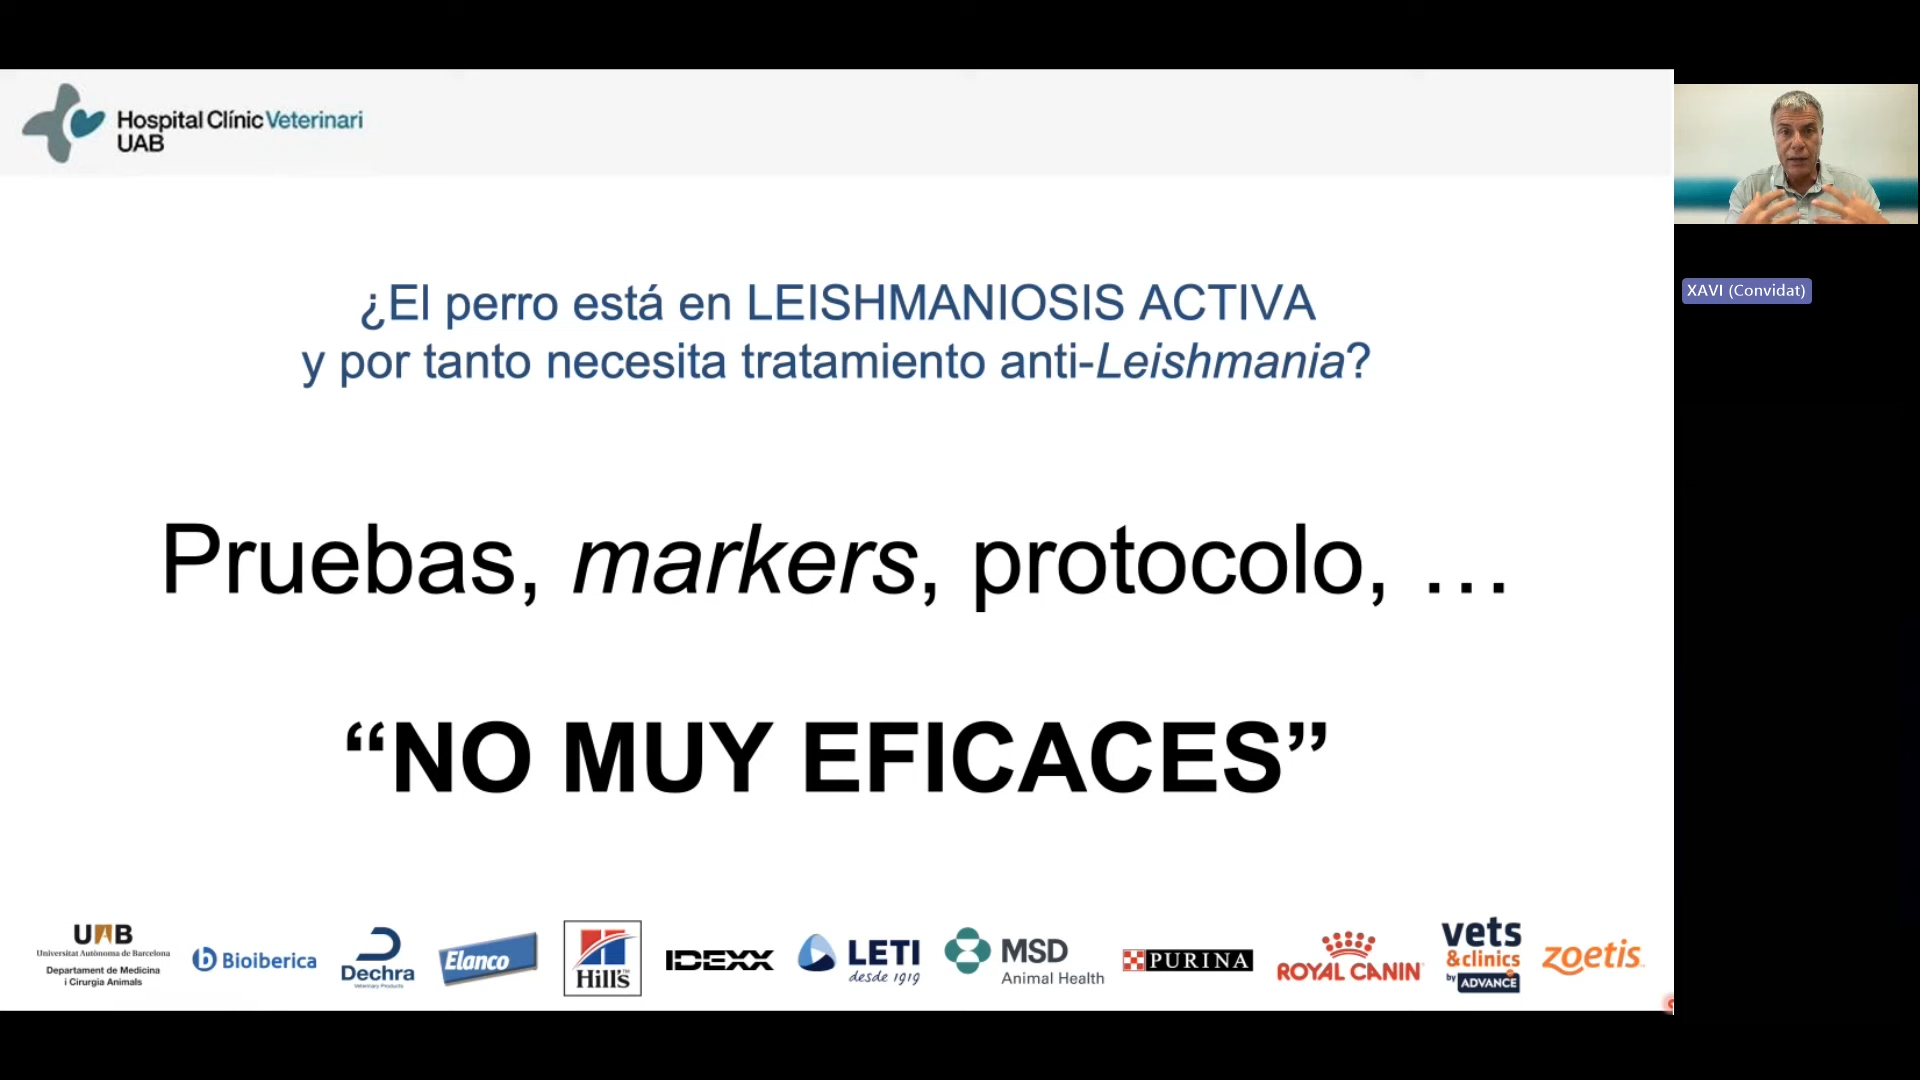 Hospital Clínic Veterinari
UAB
XAVI (Convidat)
¿El perro está en LEISHMANIOSIS ACTIVA
y por tanto necesita tratamiento anti-Leishmania?
Pruebas, markers, protocolo, …
“NO MUY EFICACES”
UAB
Universitat Autònoma de Barcelona
Departament de Medicina
i Cirurgia Animals
Bioiberica
Dechra
Veterinary Products
Elanco
Hill's
IDEXX
LETI
desde 1919
MSD
Animal Health
PURINA
ROYAL CANIN
vets
&clinics
by ADVANCE
zoetis